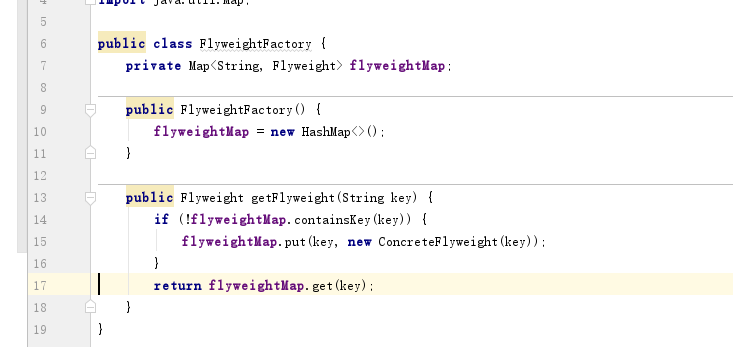 4 import java.util.Map;
5
6 public class FlyweightFactory {
7 private Map<String, Flyweight> flyweightMap;
8
9 public FlyweightFactory() {
10 flyweightMap = new HashMap<>();
11 }
12
13 public Flyweight getFlyweight(String key) {
14 if (!flyweightMap.containsKey(key)) {
15 flyweightMap.put(key, new ConcreteFlyweight(key));
16 }
17 return flyweightMap.get(key);
18 }
19 }